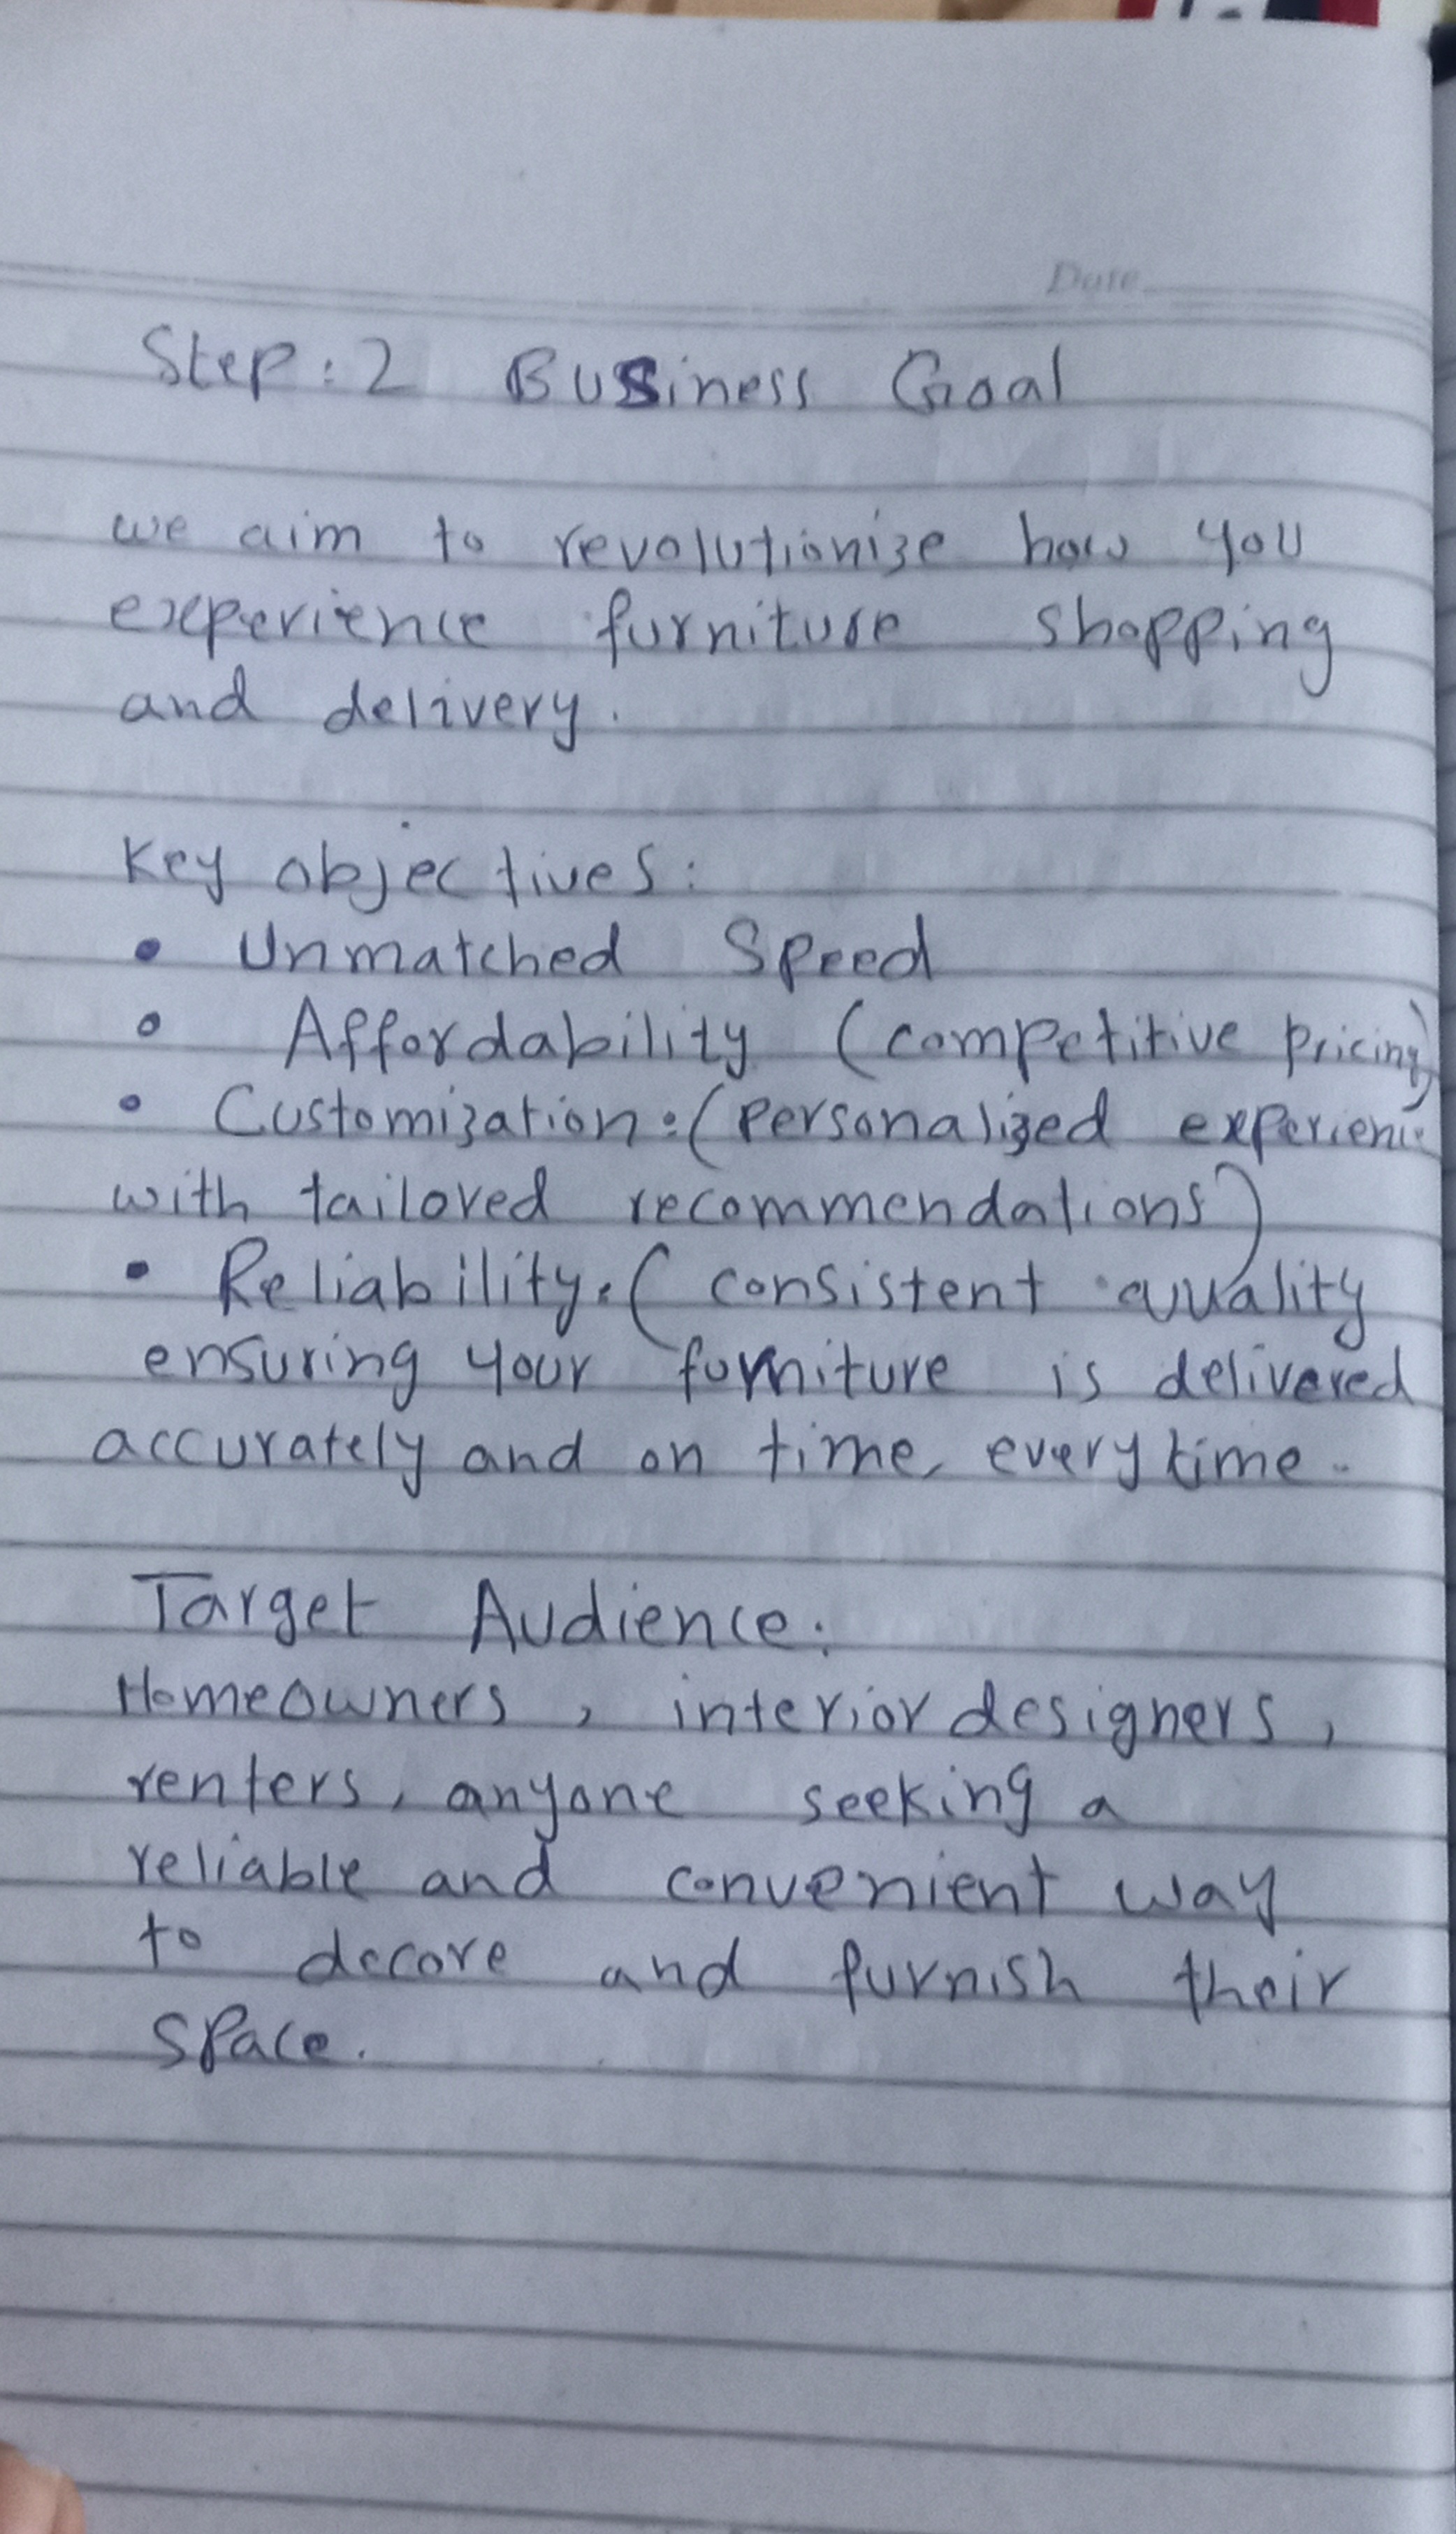 Date
Step: 2 Business Goal
we aim to revolutionize how you
experience furniture shopping
and delivery.
Key objectives:
• Unmatched Speed
• Affordability (competitive pricing)
• Customization: (personalized experience
with tailored recommendations)
• Reliability: ( consistent quality
ensuring your furniture is delivered
accurately and on time, every time.
Target Audience:
Homeowners, interior designers,
renters, anyone seeking a
reliable and convenient way
to decore and furnish their
space.